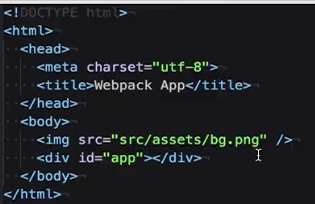 <!DOCTYPE html>
<html>
<head>
<meta charset="utf-8">
<title>Webpack App</title>
</head>
<body>
<img src="src/assets/bg.png" />
<div id="app"></div>
</body>
</html>